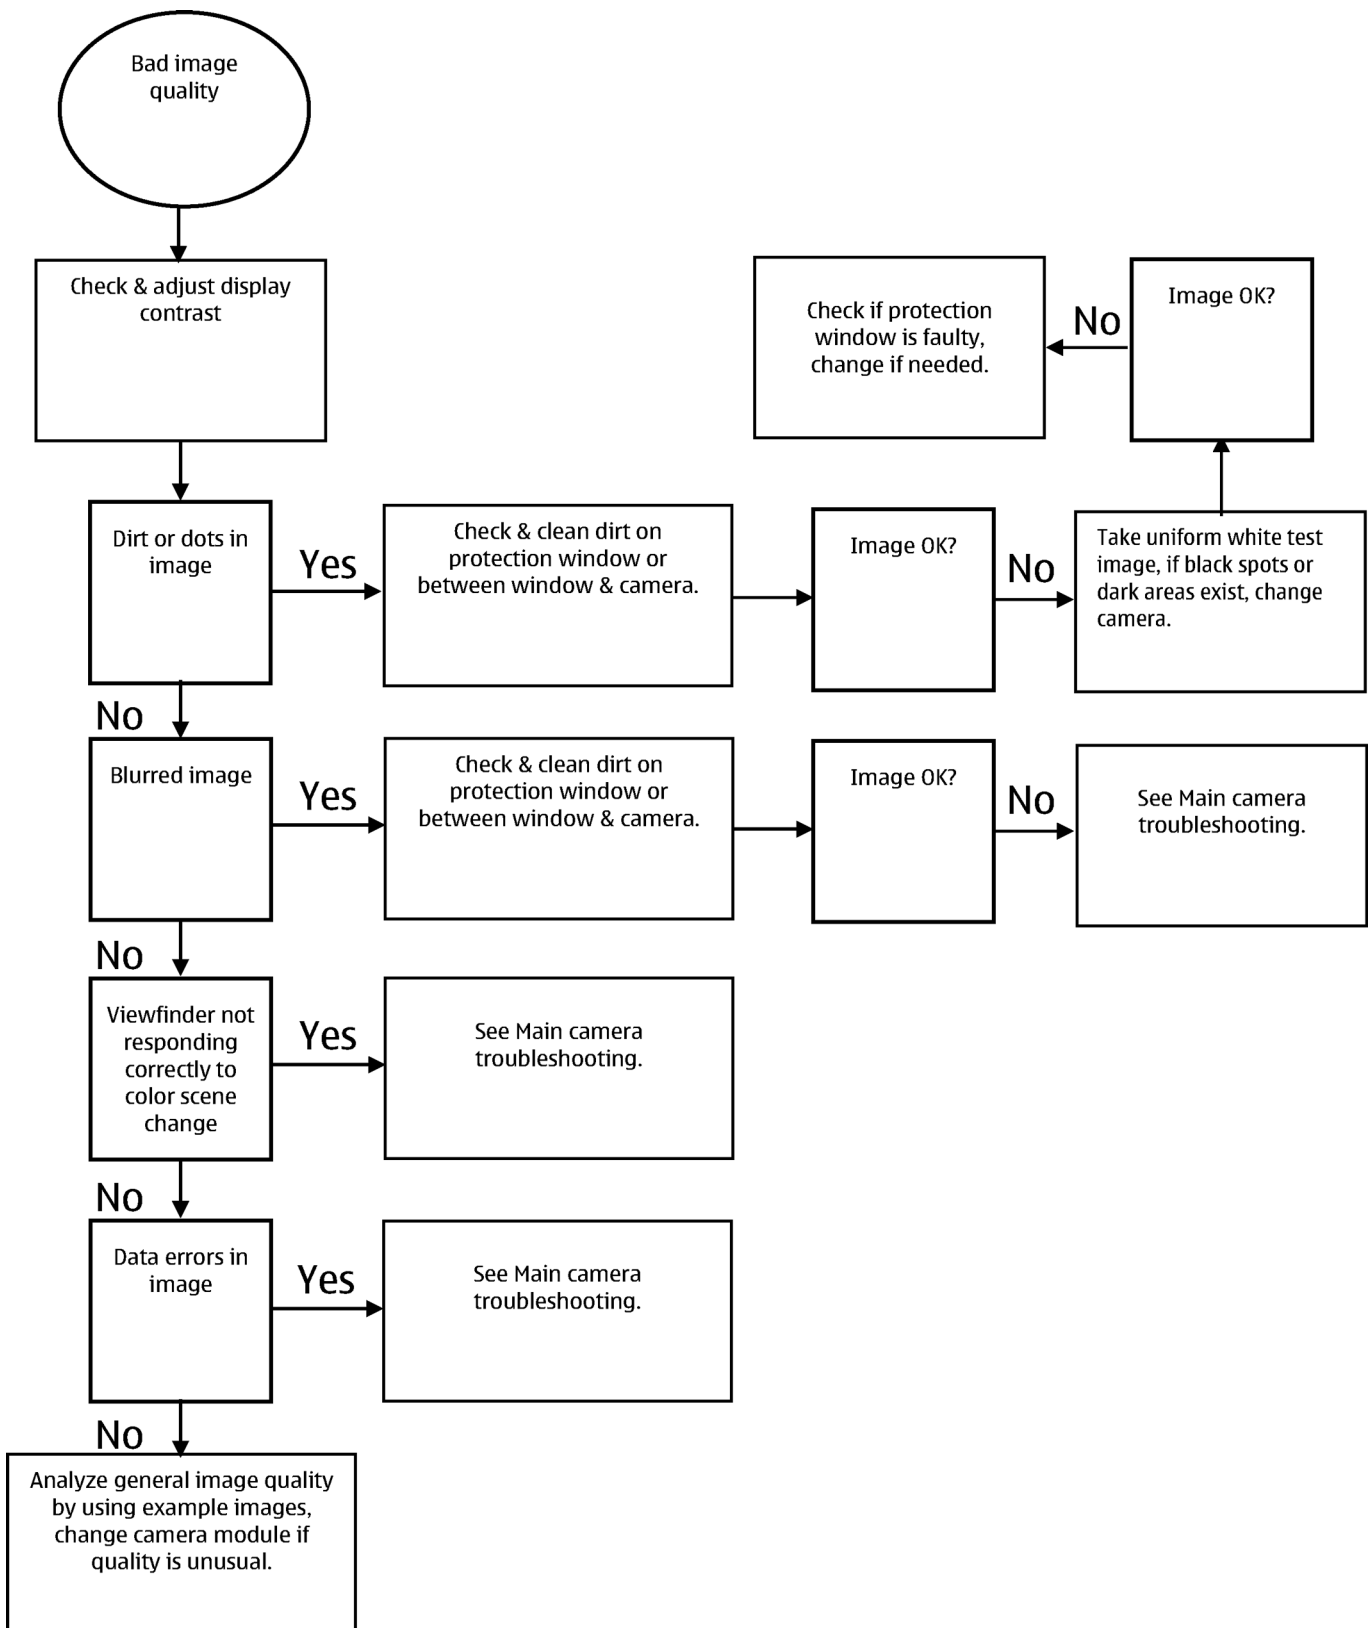 Bad image
quality
Check & adjust display
contrast
Check if protection
window is faulty,
change if needed.
No
Image OK?
Dirt or dots in
image
Yes
Check & clean dirt on
protection window or
between window & camera.
Image OK?
No
Take uniform white test
image, if black spots or
dark areas exist, change
camera.
No
Blurred image
Yes
Check & clean dirt on
protection window or
between window & camera.
Image OK?
No
See Main camera
troubleshooting.
No
Viewfinder not
responding
correctly to
color scene
change
Yes
See Main camera
troubleshooting.
No
Data errors in
image
Yes
See Main camera
troubleshooting.
No
Analyze general image quality
by using example images,
change camera module if
quality is unusual.